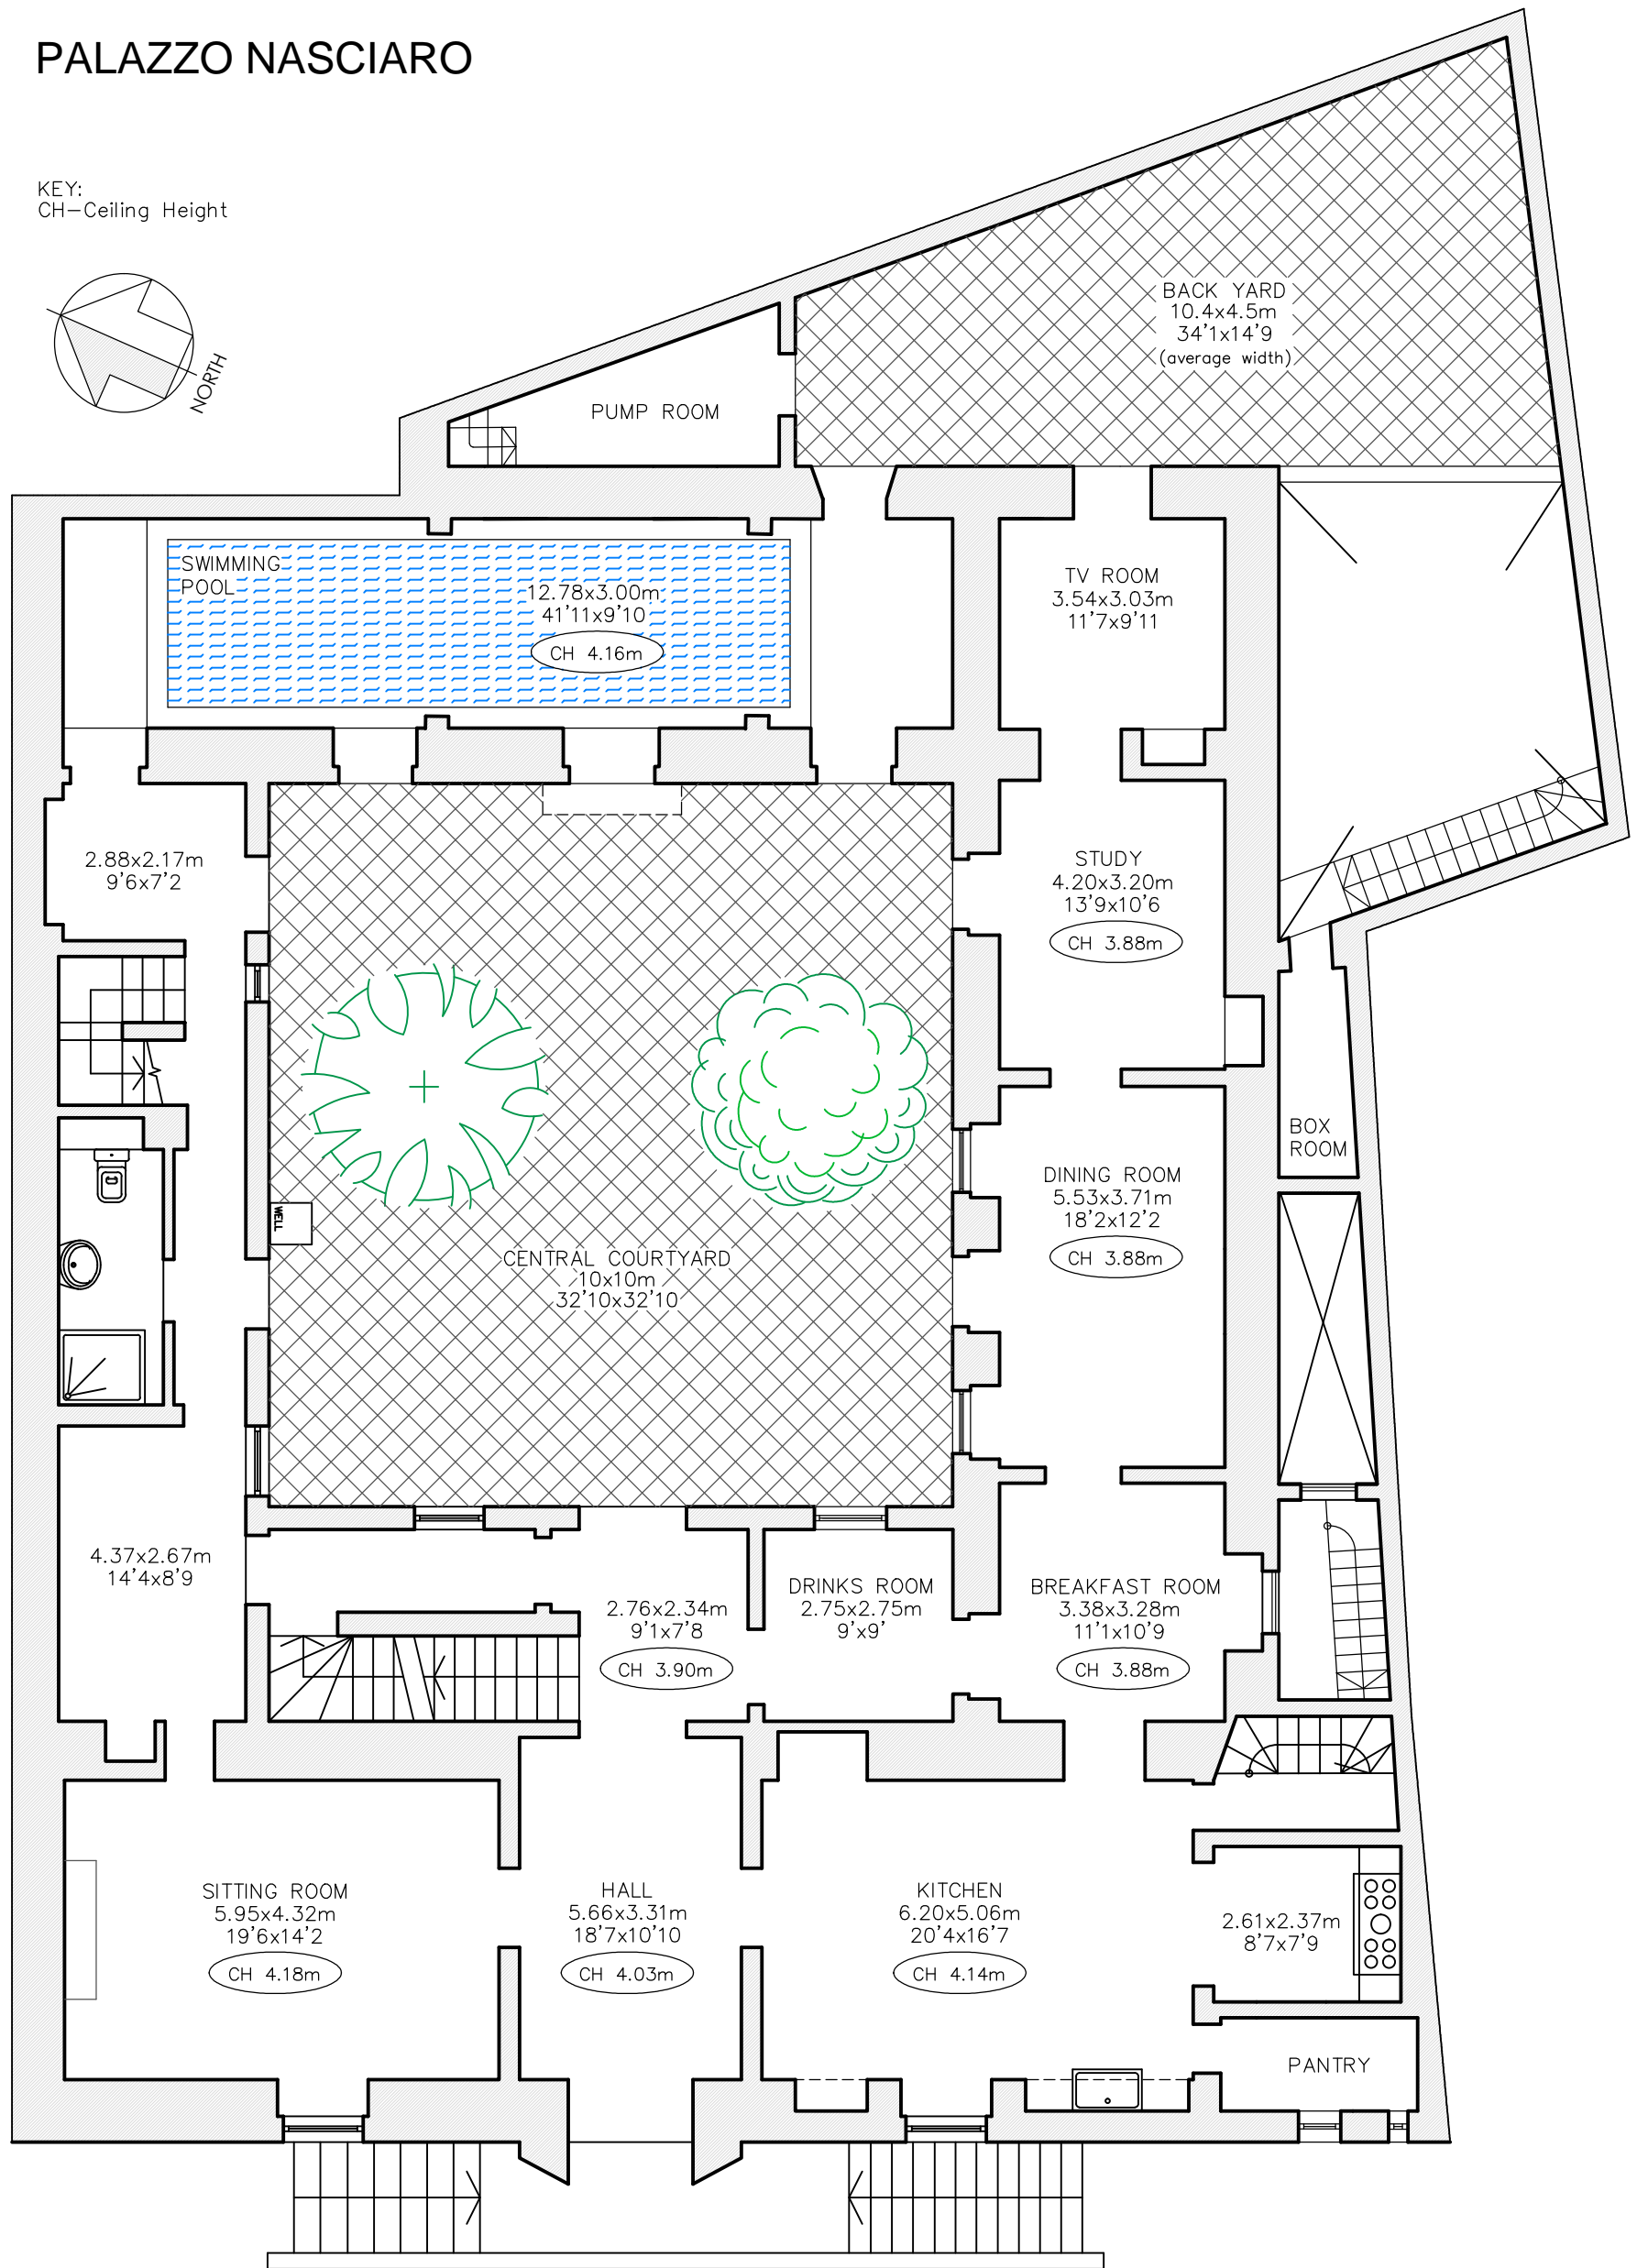 PALAZZO NASCIARO
KEY:
CH-Ceiling Height
NORTH
BACK YARD
10.4x4.5m
34'1x14'9
(average width)
PUMP ROOM
SWIMMING
POOL
12.78x3.00m
41'11x9'10
CH 4.16m
TV ROOM
3.54x3.03m
11'7x9'11
2.88x2.17m
9'6x7'2
STUDY
4.20x3.20m
13'9x10'6
CH 3.88m
BOX
ROOM
DINING ROOM
5.53x3.71m
18'2x12'2
CH 3.88m
WELL
CENTRAL COURTYARD
10x10m
32'10x32'10
4.37x2.67m
14'4x8'9
2.76x2.34m
9'1x7'8
CH 3.90m
DRINKS ROOM
2.75x2.75m
9'x9'
BREAKFAST ROOM
3.38x3.28m
11'1x10'9
CH 3.88m
SITTING ROOM
5.95x4.32m
19'6x14'2
CH 4.18m
HALL
5.66x3.31m
18'7x10'10
CH 4.03m
KITCHEN
6.20x5.06m
20'4x16'7
CH 4.14m
2.61x2.37m
8'7x7'9
PANTRY